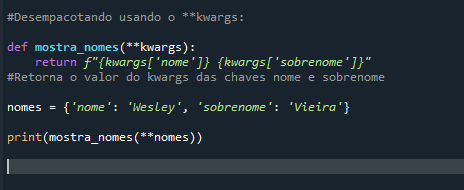 #Desempacotando usando o **kwargs:
def mostra_nomes(**kwargs):
return f"{kwargs['nome']} {kwargs['sobrenome']}"
#Retorna o valor do kwargs das chaves nome e sobrenome
nomes = {'nome': 'Wesley', 'sobrenome': 'Vieira'}
print(mostra_nomes(**nomes))